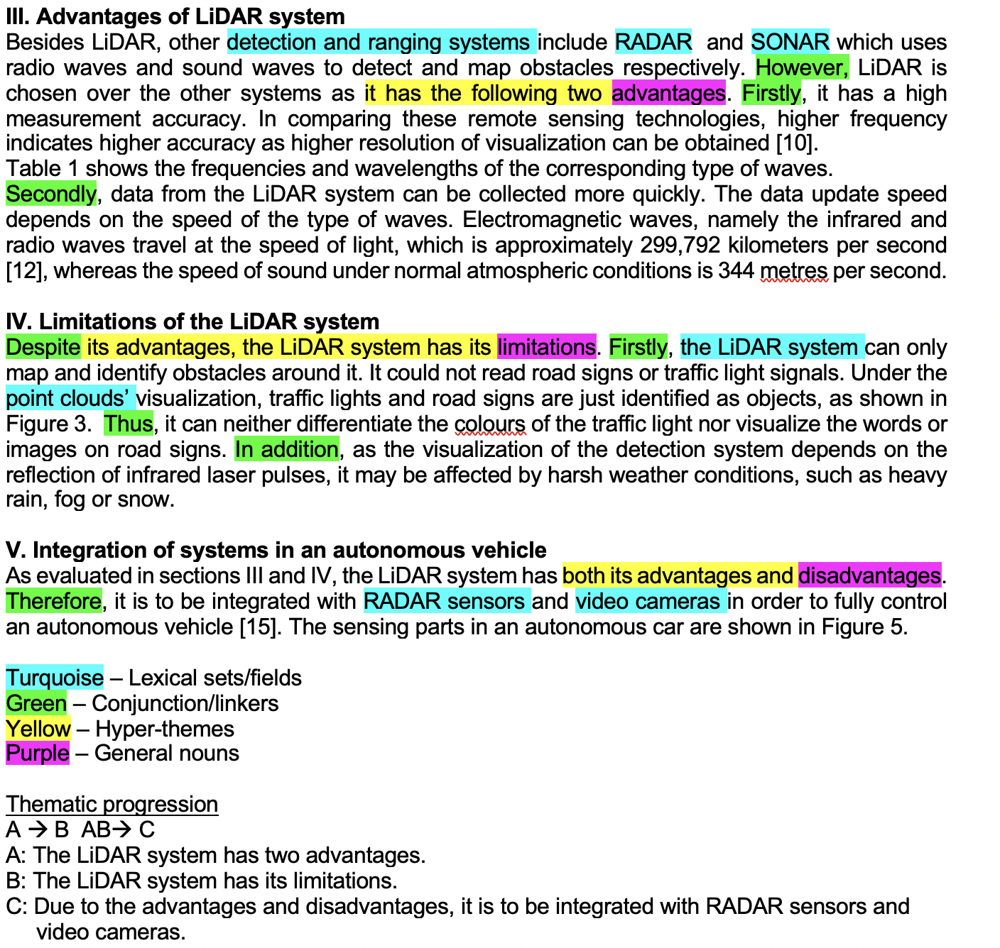 III. Advantages of LiDAR system
Besides LiDAR, other detection and ranging systems include RADAR and SONAR which uses
radio waves and sound waves to detect and map obstacles respectively. However, LiDAR is
chosen over the other systems as it has the following two advantages. Firstly, it has a high
measurement accuracy. In comparing these remote sensing technologies, higher frequency
indicates higher accuracy as higher resolution of visualization can be obtained [10].
Table 1 shows the frequencies and wavelengths of the corresponding type of waves.
Secondly, data from the LiDAR system can be collected more quickly. The data update speed
depends on the speed of the type of waves. Electromagnetic waves, namely the infrared and
radio waves travel at the speed of light, which is approximately 299,792 kilometers per second
[12], whereas the speed of sound under normal atmospheric conditions is 344 metres per second.
IV. Limitations of the LiDAR system
Despite its advantages, the LiDAR system has its limitations. Firstly, the LiDAR system can only
map and identify obstacles around it. It could not read road signs or traffic light signals. Under the
point clouds’ visualization, traffic lights and road signs are just identified as objects, as shown in
Figure 3. Thus, it can neither differentiate the colours of the traffic light nor visualize the words or
images on road signs. In addition, as the visualization of the detection system depends on the
reflection of infrared laser pulses, it may be affected by harsh weather conditions, such as heavy
rain, fog or snow.
V. Integration of systems in an autonomous vehicle
As evaluated in sections III and IV, the LiDAR system has both its advantages and disadvantages.
Therefore, it is to be integrated with RADAR sensors and video cameras in order to fully control
an autonomous vehicle [15]. The sensing parts in an autonomous car are shown in Figure 5.
Turquoise – Lexical sets/fields
Green – Conjunction/linkers
Yellow – Hyper-themes
Purple – General nouns
Thematic progression
A → B AB→ C
A: The LiDAR system has two advantages.
B: The LiDAR system has its limitations.
C: Due to the advantages and disadvantages, it is to be integrated with RADAR sensors and
video cameras.